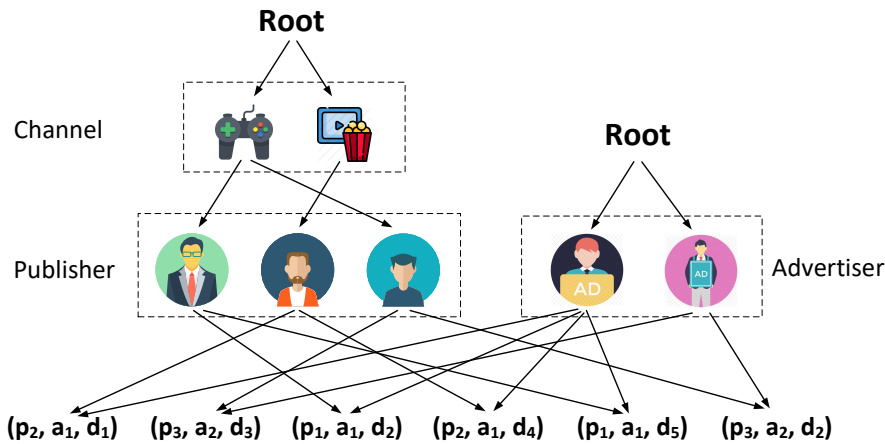 Root
Channel
Root
Publisher
AD
AD
Advertiser
(p₂, a₁, d₁) (p₃, a₂, d₃) (p₁, a₁, d₂) (p₂, a₁, d₄) (p₁, a₁, d₅) (p₃, a₂, d₂)